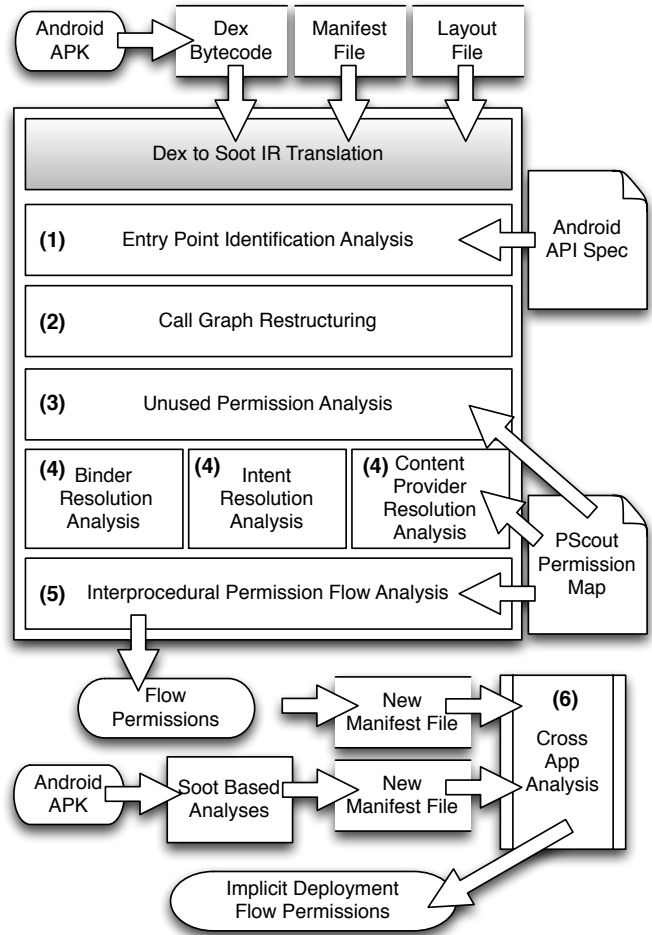 Android
APK
Dex
Bytecode
Manifest
File
Layout
File
Dex to Soot IR Translation
(1) Entry Point Identification Analysis
Android
API Spec
(2) Call Graph Restructuring
(3) Unused Permission Analysis
(4) Binder
Resolution
Analysis
(4) Intent
Resolution
Analysis
(4) Content
Provider
Resolution
Analysis
PScout
Permission
Map
(5) Interprocedural Permission Flow Analysis
Flow
Permissions
New
Manifest File
(6)
Cross
App
Analysis
Android
APK
Soot Based
Analyses
New
Manifest File
Implicit Deployment
Flow Permissions